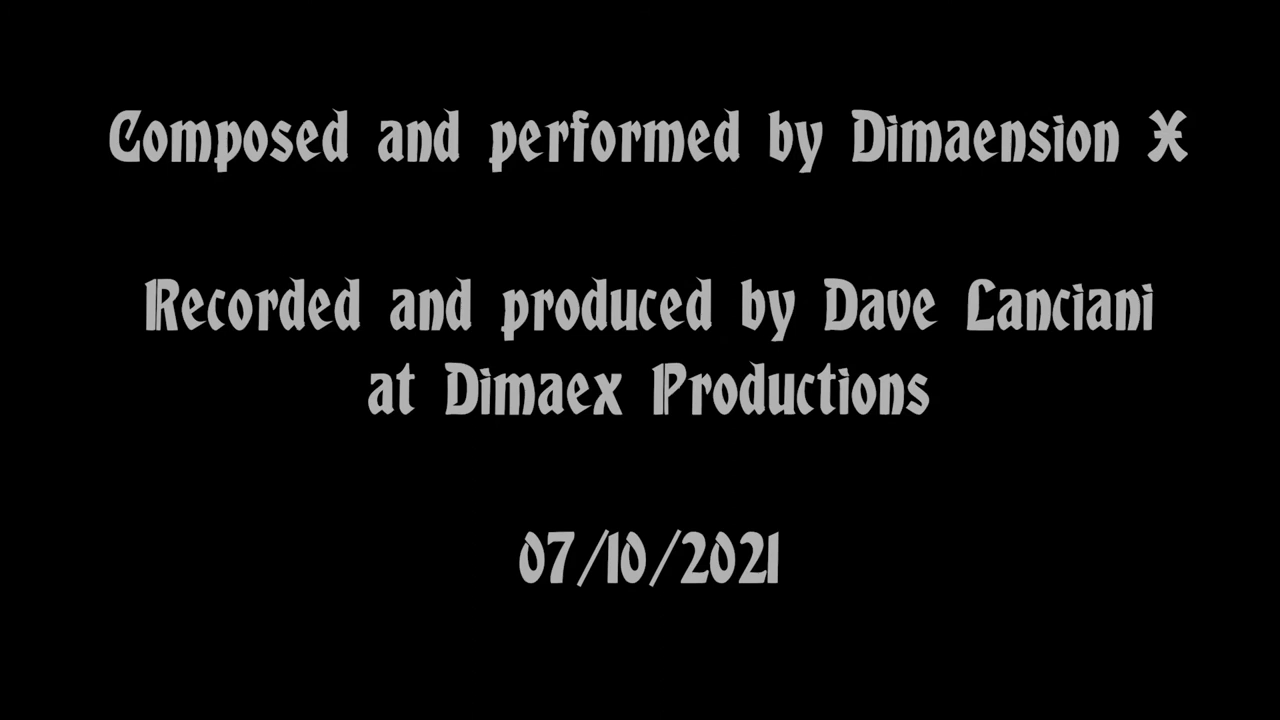 Composed and performed by Dimaension X
Recorded and produced by Dave Lanciani
at Dimaex Productions
07/10/2021